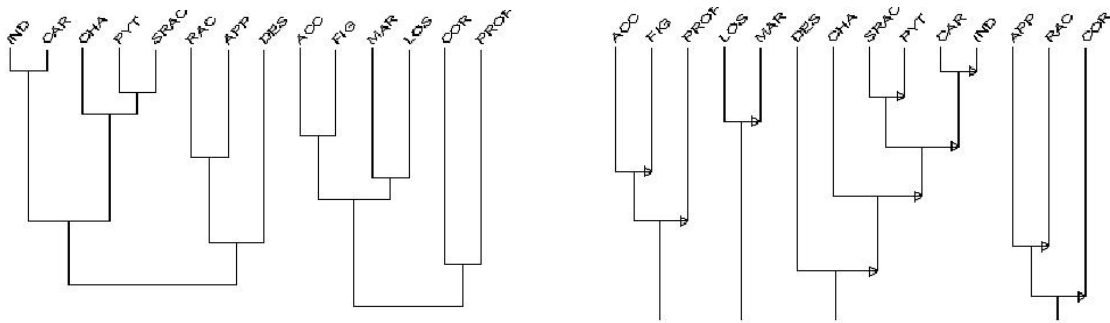 IND CAR CHA PYT SRAC RAC APP DES ACC FIG MAR LOS COR PROF
ACC FIG PROF LOS MAR DES CHA SRAC PYT CAR IND APP RAC COR